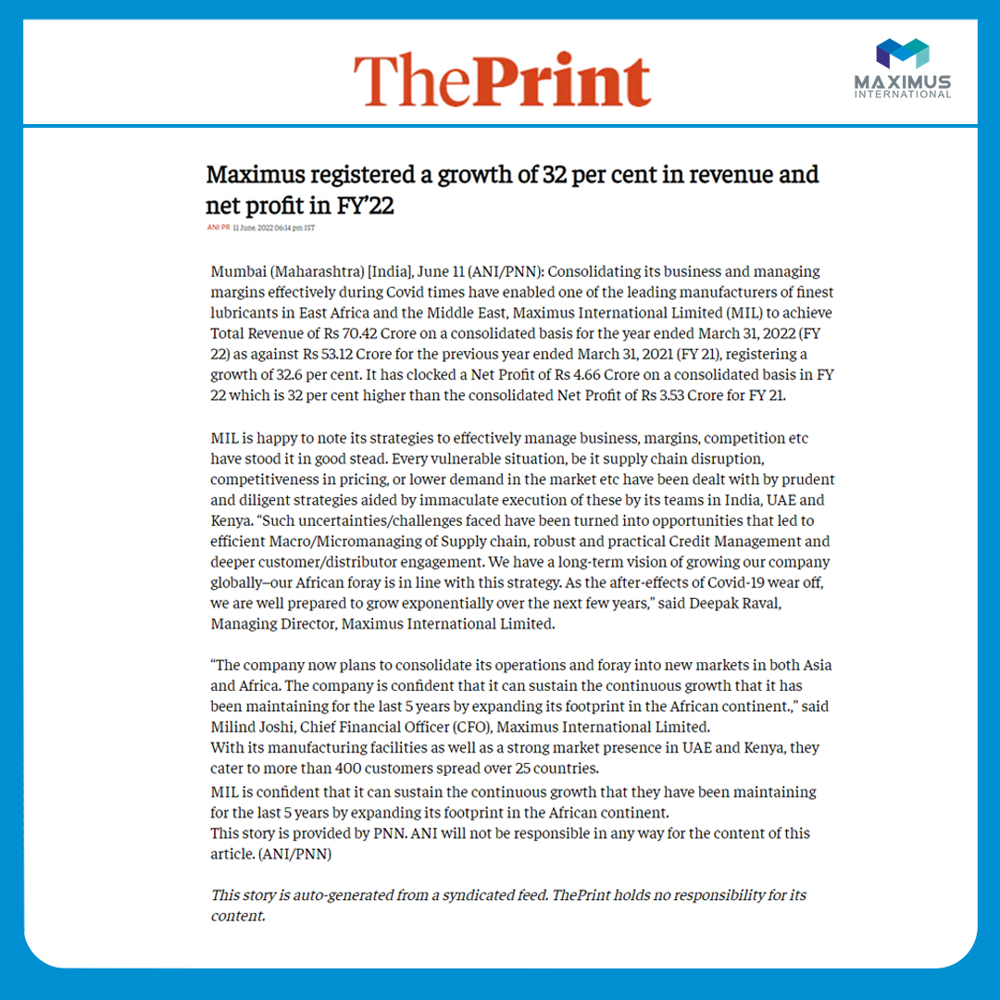 ThePrint
MAXIMUS
INTERNATIONAL
Maximus registered a growth of 32 per cent in revenue and
net profit in FY’22
ANI PR 11 June, 2022 06:14 pm IST
Mumbai (Maharashtra) [India], June 11 (ANI/PNN): Consolidating its business and managing
margins effectively during Covid times have enabled one of the leading manufacturers of finest
lubricants in East Africa and the Middle East, Maximus International Limited (MIL) to achieve
Total Revenue of Rs 70.42 Crore on a consolidated basis for the year ended March 31, 2022 (FY
22) as against Rs 53.12 Crore for the previous year ended March 31, 2021 (FY 21), registering a
growth of 32.6 per cent. It has clocked a Net Profit of Rs 4.66 Crore on a consolidated basis in FY
22 which is 32 per cent higher than the consolidated Net Profit of Rs 3.53 Crore for FY 21.
MIL is happy to note its strategies to effectively manage business, margins, competition etc
have stood it in good stead. Every vulnerable situation, be it supply chain disruption,
competitiveness in pricing, or lower demand in the market etc have been dealt with by prudent
and diligent strategies aided by immaculate execution of these by its teams in India, UAE and
Kenya. “Such uncertainties/challenges faced have been turned into opportunities that led to
efficient Macro/Micromanaging of Supply chain, robust and practical Credit Management and
deeper customer/distributor engagement. We have a long-term vision of growing our company
globally–our African foray is in line with this strategy. As the after-effects of Covid-19 wear off,
we are well prepared to grow exponentially over the next few years,” said Deepak Raval,
Managing Director, Maximus International Limited.
“The company now plans to consolidate its operations and foray into new markets in both Asia
and Africa. The company is confident that it can sustain the continuous growth that it has
been maintaining for the last 5 years by expanding its footprint in the African continent.,” said
Milind Joshi, Chief Financial Officer (CFO), Maximus International Limited.
With its manufacturing facilities as well as a strong market presence in UAE and Kenya, they
cater to more than 400 customers spread over 25 countries.
MIL is confident that it can sustain the continuous growth that they have been maintaining
for the last 5 years by expanding its footprint in the African continent.
This story is provided by PNN. ANI will not be responsible in any way for the content of this
article. (ANI/PNN)
This story is auto-generated from a syndicated feed. ThePrint holds no responsibility for its
content.